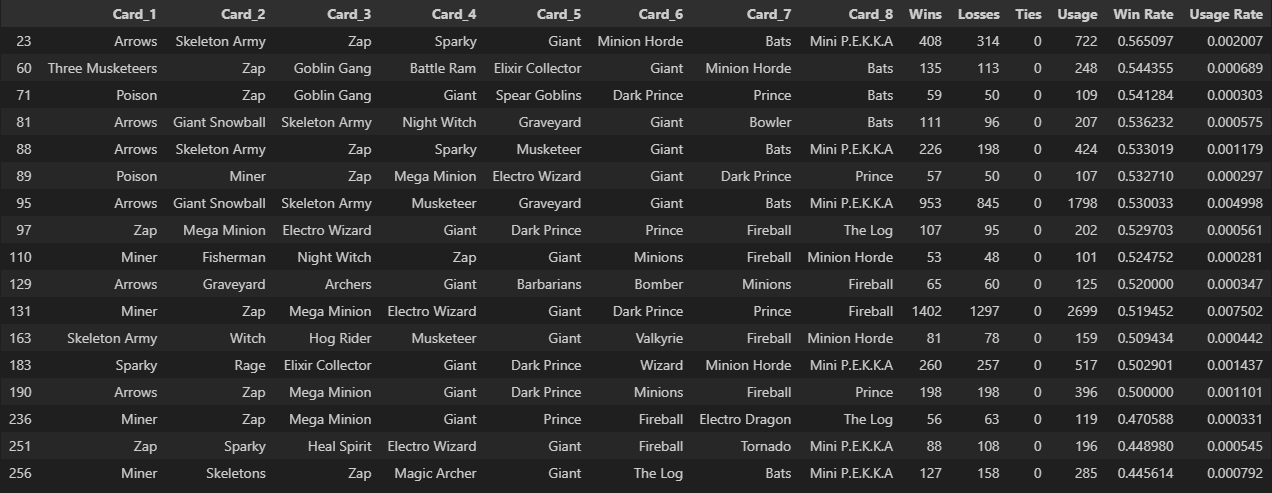 Card_1 Card_2 Card_3 Card_4 Card_5 Card_6 Card_7 Card_8 Wins Losses Ties Usage Win Rate Usage Rate
23 Arrows Skeleton Army Zap Sparky Giant Minion Horde Bats Mini P.E.K.K.A 408 314 0 722 0.565097 0.002007
60 Three Musketeers Zap Goblin Gang Battle Ram Elixir Collector Giant Minion Horde Bats 135 113 0 248 0.544355 0.000689
71 Poison Zap Goblin Gang Giant Spear Goblins Dark Prince Prince Bats 59 50 0 109 0.541284 0.000303
81 Arrows Giant Snowball Skeleton Army Night Witch Graveyard Giant Bowler Bats 111 96 0 207 0.536232 0.000575
88 Arrows Skeleton Army Zap Sparky Musketeer Giant Bats Mini P.E.K.K.A 226 198 0 424 0.533019 0.001179
89 Poison Miner Zap Mega Minion Electro Wizard Giant Dark Prince Prince 57 50 0 107 0.532710 0.000297
95 Arrows Giant Snowball Skeleton Army Musketeer Graveyard Giant Bats Mini P.E.K.K.A 953 845 0 1798 0.530033 0.004998
97 Zap Mega Minion Electro Wizard Giant Dark Prince Prince Fireball The Log 107 95 0 202 0.529703 0.000561
110 Miner Fisherman Night Witch Zap Giant Minions Fireball Minion Horde 53 48 0 101 0.524752 0.000281
129 Arrows Graveyard Archers Giant Barbarians Bomber Minions Fireball 65 60 0 125 0.520000 0.000347
131 Miner Zap Mega Minion Electro Wizard Giant Dark Prince Prince Fireball 1402 1297 0 2699 0.519452 0.007502
163 Skeleton Army Witch Hog Rider Musketeer Giant Valkyrie Fireball Minion Horde 81 78 0 159 0.509434 0.000442
183 Sparky Rage Elixir Collector Giant Dark Prince Wizard Minion Horde Mini P.E.K.K.A 260 257 0 517 0.502901 0.001437
190 Arrows Zap Mega Minion Giant Dark Prince Minions Fireball Prince 198 198 0 396 0.500000 0.001101
236 Miner Zap Mega Minion Giant Prince Fireball Electro Dragon The Log 56 63 0 119 0.470588 0.000331
251 Zap Sparky Heal Spirit Electro Wizard Giant Fireball Tornado Mini P.E.K.K.A 88 108 0 196 0.448980 0.000545
256 Miner Skeletons Zap Magic Archer Giant The Log Bats Mini P.E.K.K.A 127 158 0 285 0.445614 0.000792